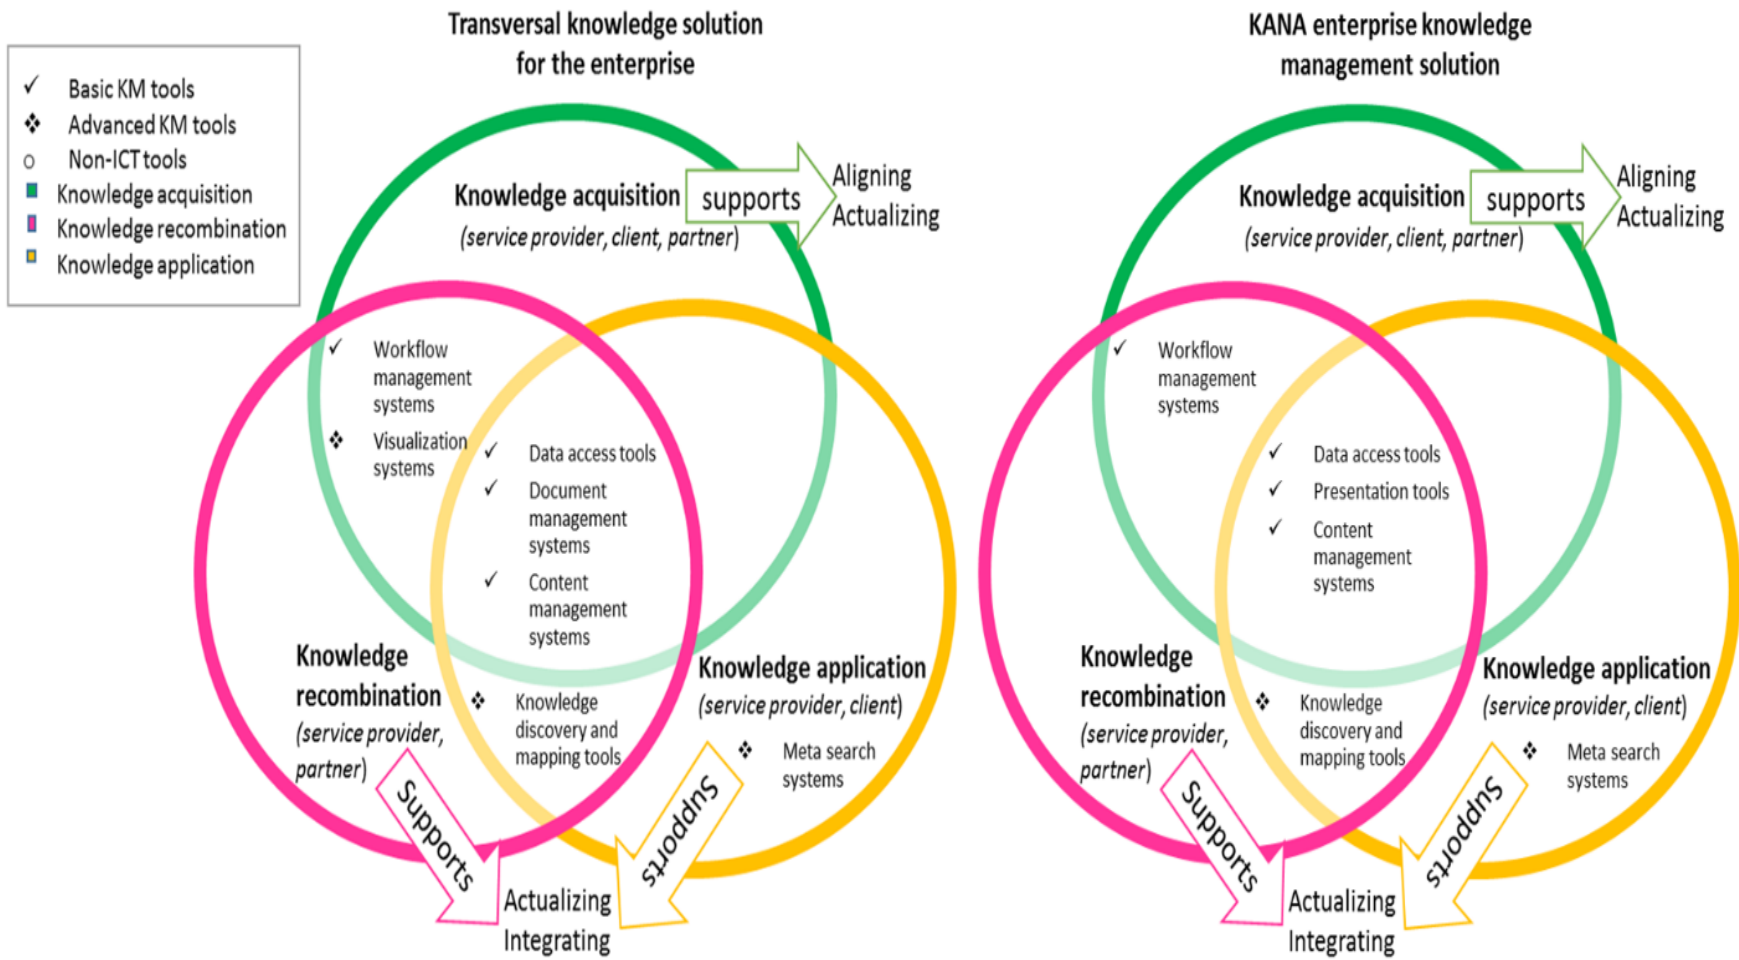 Transversal knowledge solution
for the enterprise
KANA enterprise knowledge
management solution
✓ Basic KM tools
❖ Advanced KM tools
○ Non-ICT tools
Knowledge acquisition
Knowledge recombination
Knowledge application
Knowledge acquisition
(service provider, client, partner)
supports
Aligning
Actualizing
✓ Workflow
management
systems
❖ Visualization
systems
✓ Data access tools
✓ Document
management
systems
✓ Content
management
systems
Knowledge
recombination
(service provider,
partner)
❖ Knowledge
discovery and
mapping tools
Knowledge application
(service provider, client)
❖ Meta search
systems
Supports
Supports
Actualizing
Integrating
Knowledge acquisition
(service provider, client, partner)
supports
Aligning
Actualizing
✓ Workflow
management
systems
✓ Data access tools
✓ Presentation tools
✓ Content
management
systems
Knowledge
recombination
(service provider,
partner)
❖ Knowledge
discovery and
mapping tools
Knowledge application
(service provider, client)
❖ Meta search
systems
Supports
Supports
Actualizing
Integrating